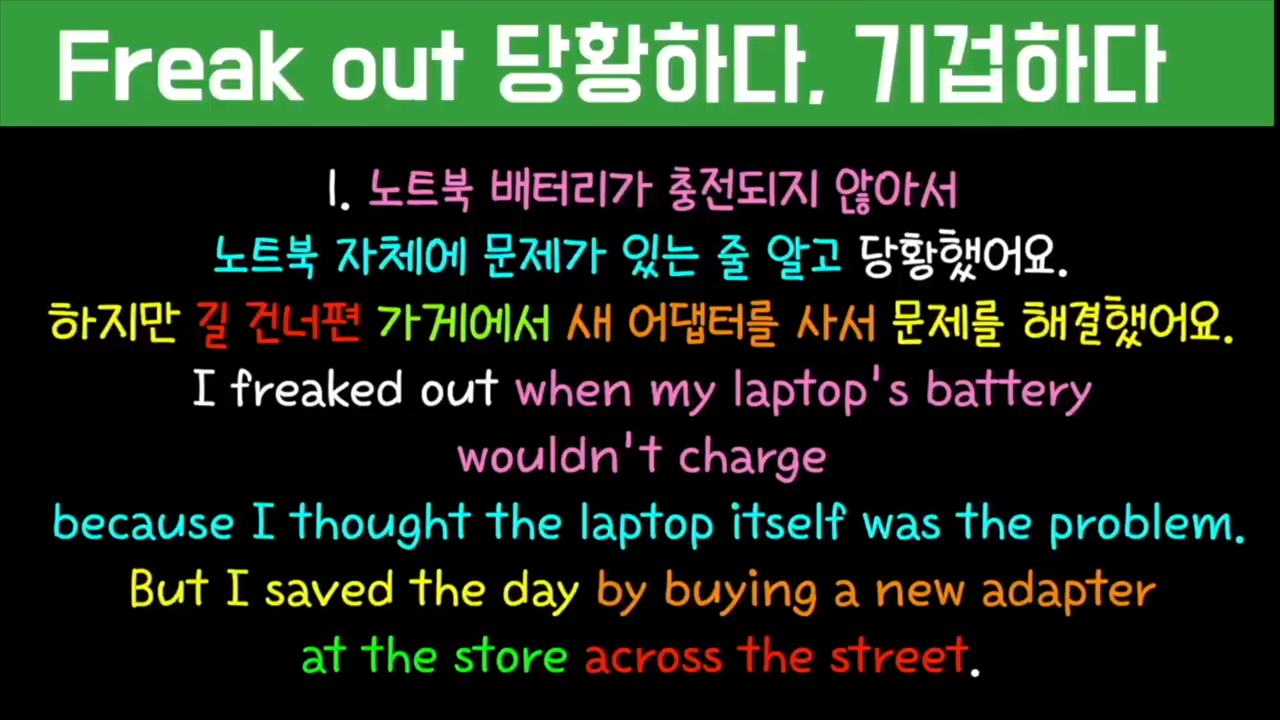 Freak out 당황하다, 기겁하다
1. 노트북 배터리가 충전되지 않아서
노트북 자체에 문제가 있는 줄 알고 당황했어요.
하지만 길 건너편 가게에서 새 어댑터를 사서 문제를 해결했어요.
I freaked out when my laptop's battery
wouldn't charge
because I thought the laptop itself was the problem.
But I saved the day by buying a new adapter
at the store across the street.